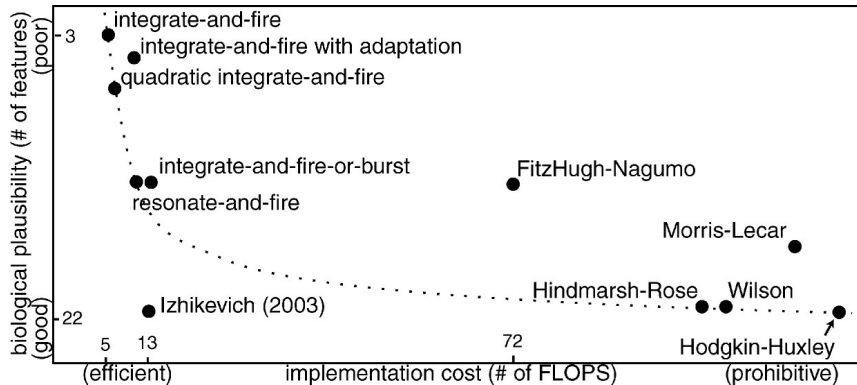 integrate-and-fire
3
integrate-and-fire with adaptation
quadratic integrate-and-fire
integrate-and-fire-or-burst
FitzHugh-Nagumo
resonate-and-fire
Morris-Lecar
Izhikevich (2003)
Hindmarsh-Rose
Wilson
22
5
13
72
Hodgkin-Huxley
(efficient)
implementation cost (# of FLOPS)
(prohibitive)
biological plausibility (# of features)
(good)
(poor)